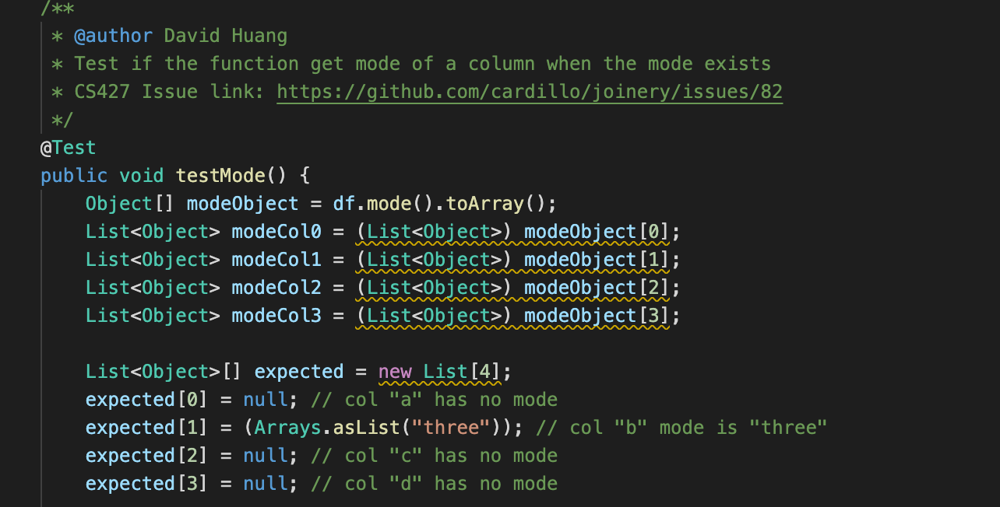 /**
 * @author David Huang
 * Test if the function get mode of a column when the mode exists
 * CS427 Issue link: https://github.com/cardillo/joinery/issues/82
 */
@Test
public void testMode() {
    Object[] modeObject = df.mode().toArray();
    List<Object> modeCol0 = (List<Object>) modeObject[0];
    List<Object> modeCol1 = (List<Object>) modeObject[1];
    List<Object> modeCol2 = (List<Object>) modeObject[2];
    List<Object> modeCol3 = (List<Object>) modeObject[3];

    List<Object>[] expected = new List[4];
    expected[0] = null; // col "a" has no mode
    expected[1] = (Arrays.asList("three")); // col "b" mode is "three"
    expected[2] = null; // col "c" has no mode
    expected[3] = null; // col "d" has no mode